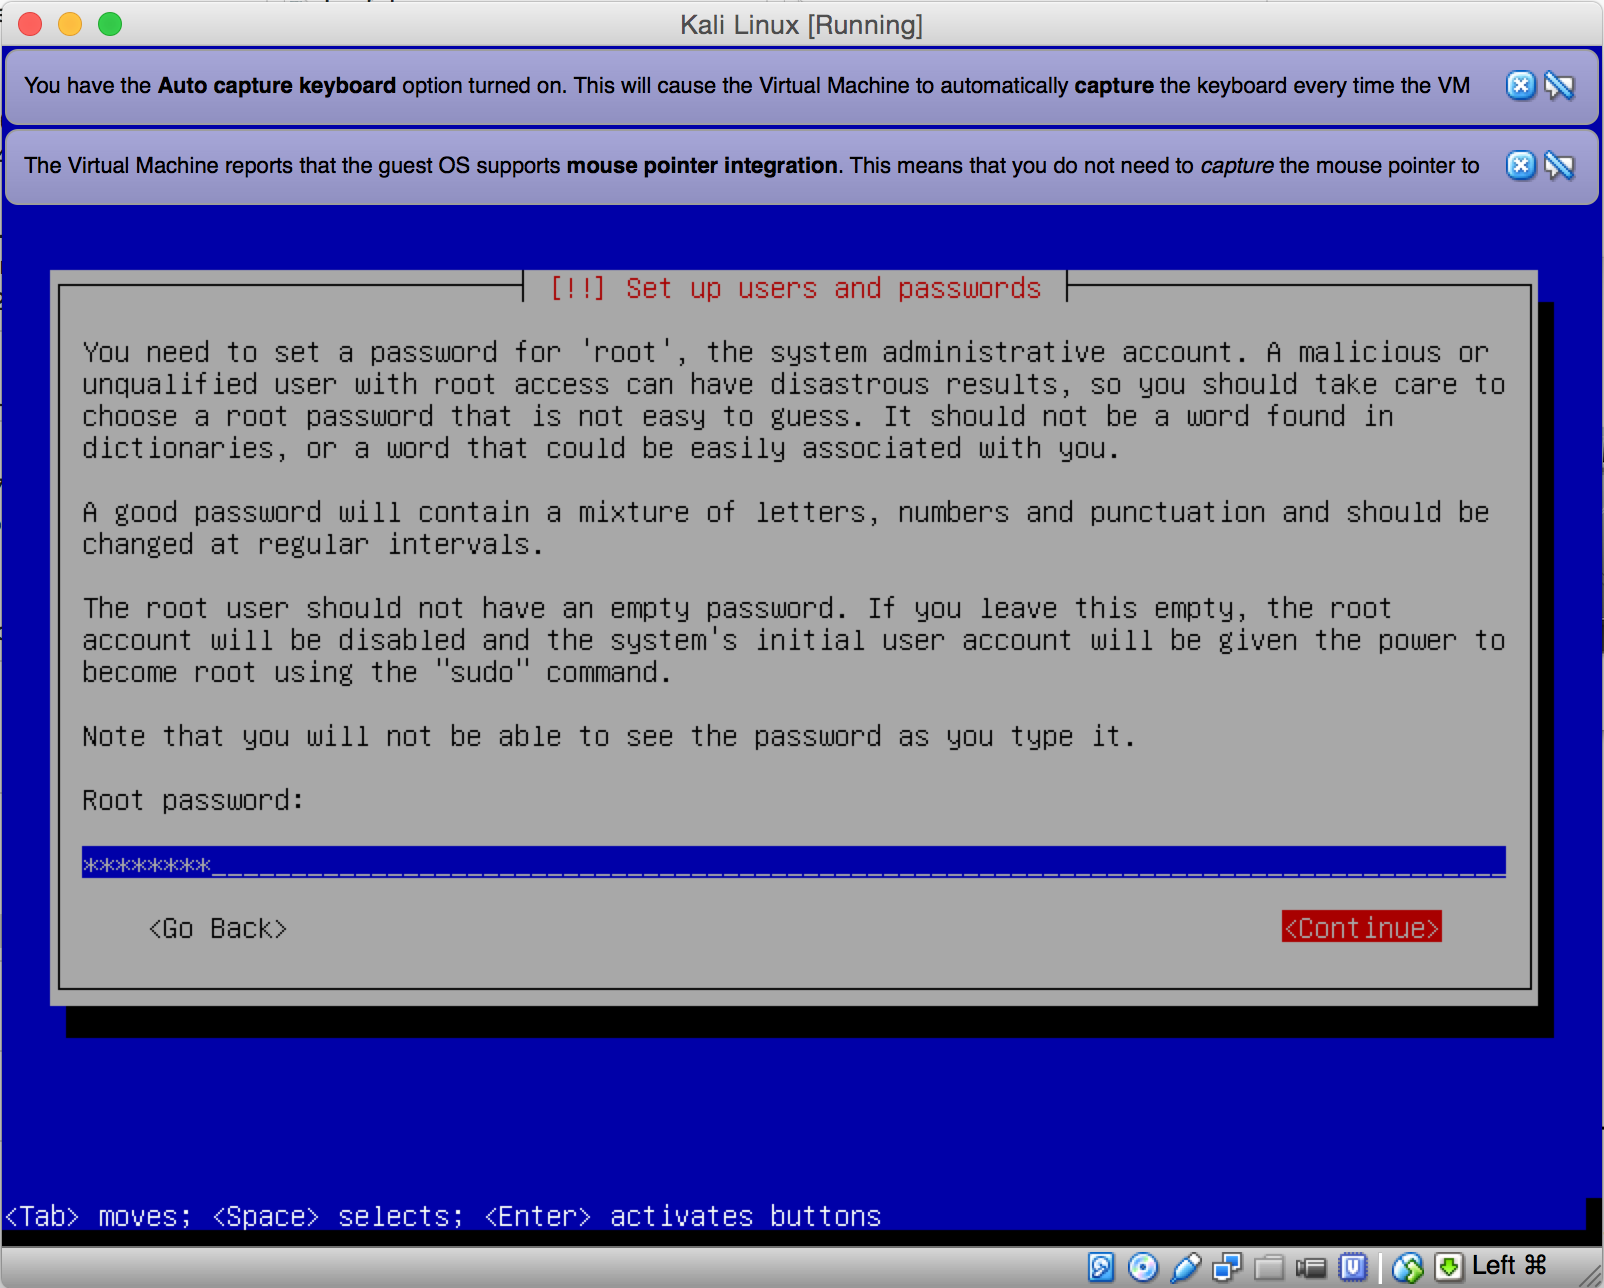 Kali Linux [Running]
You have the Auto capture keyboard option turned on. This will cause the Virtual Machine to automatically capture the keyboard every time the VM
The Virtual Machine reports that the guest OS supports mouse pointer integration. This means that you do not need to capture the mouse pointer to
[!!] Set up users and passwords
You need to set a password for 'root', the system administrative account. A malicious or
unqualified user with root access can have disastrous results, so you should take care to
choose a root password that is not easy to guess. It should not be a word found in
dictionaries, or a word that could be easily associated with you.
A good password will contain a mixture of letters, numbers and punctuation and should be
changed at regular intervals.
The root user should not have an empty password. If you leave this empty, the root
account will be disabled and the system's initial user account will be given the power to
become root using the "sudo" command.
Note that you will not be able to see the password as you type it.
Root password:
********
<Go Back> <Continue>
<Tab> moves; <Space> selects; <Enter> activates buttons
Left ⌘